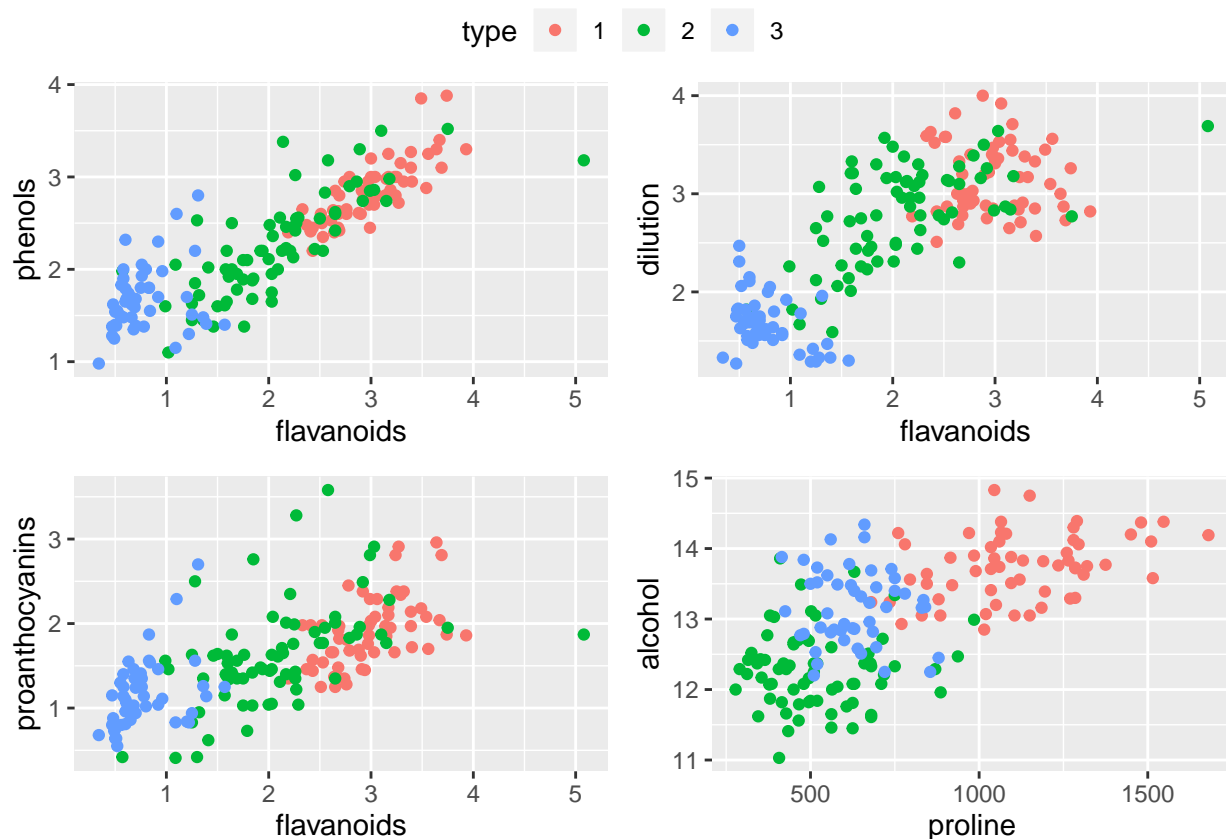 type 1 2 3
4
3
2
1
phenols
1 2 3 4 5
flavanoids
4
3
2
dilution
1 2 3 4 5
flavanoids
3
2
1
proanthocyanins
1 2 3 4 5
flavanoids
15
14
13
12
11
alcohol
500 1000 1500
proline